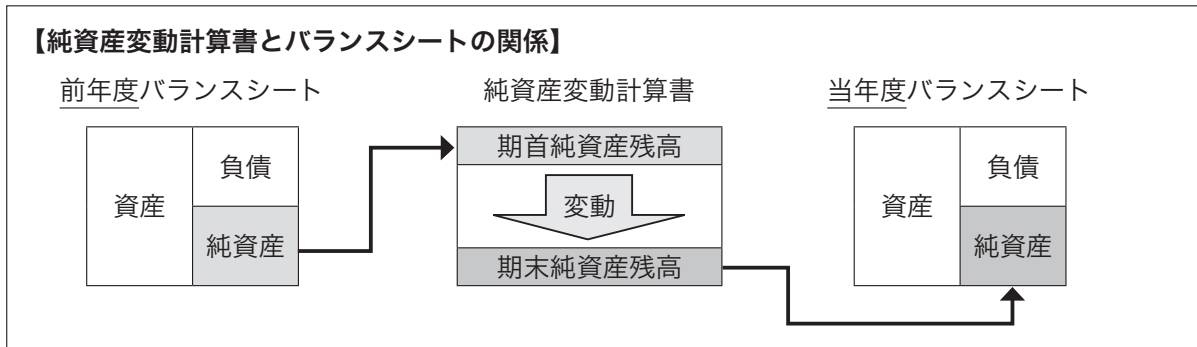 【純資産変動計算書とバランスシートの関係】
前年度バランスシート
純資産変動計算書
当年度バランスシート
資産
負債
純資産
期首純資産残高
変動
期末純資産残高
資産
負債
純資産